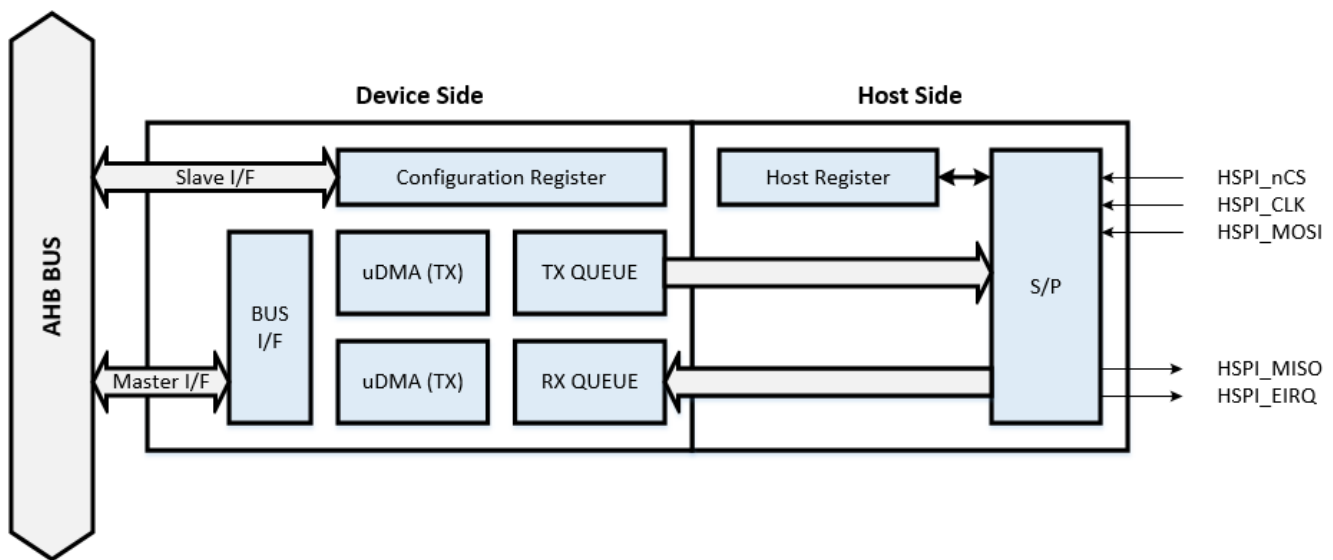 Device Side
Host Side
AHB BUS
Slave I/F
Configuration Register
Host Register
HSPI_nCS
HSPI_CLK
HSPI_MOSI
uDMA (TX)
TX QUEUE
S/P
BUS
I/F
Master I/F
uDMA (TX)
RX QUEUE
HSPI_MISO
HSPI_EIRQ